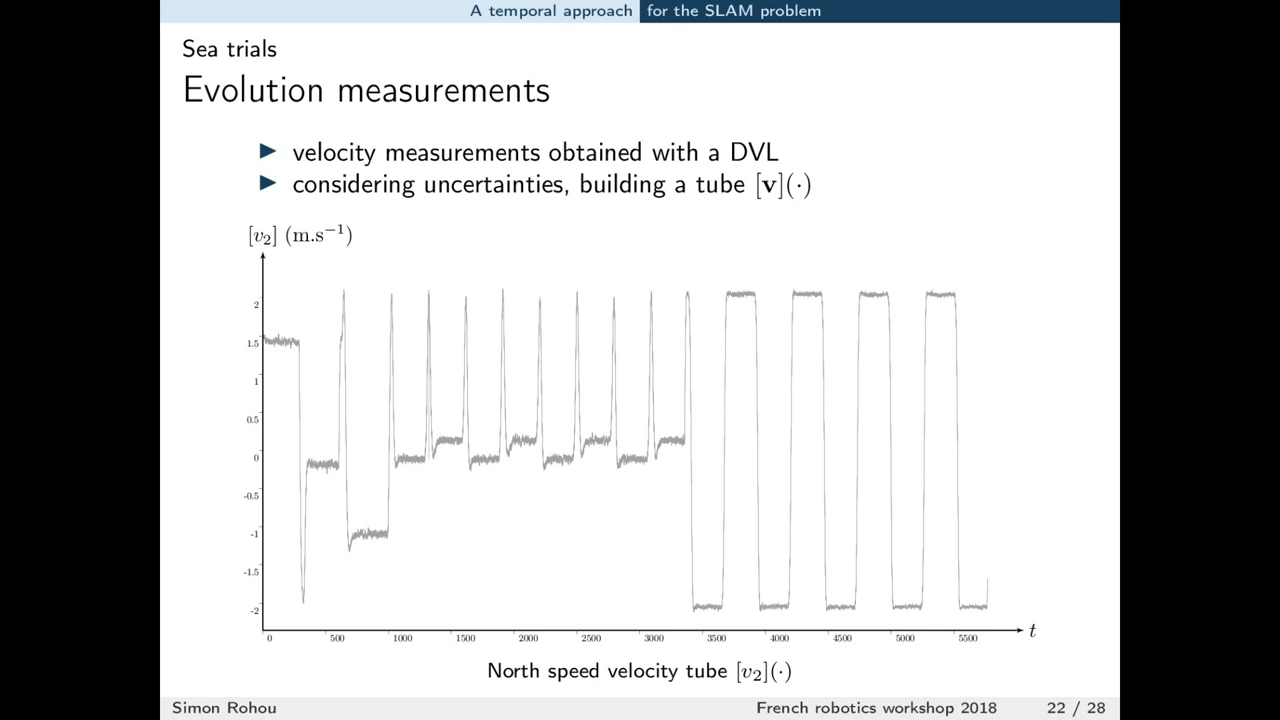 A temporal approach for the SLAM problem
Sea trials
Evolution measurements
▶ velocity measurements obtained with a DVL
▶ considering uncertainties, building a tube [v](·)
[v₂] (m.s⁻¹)
2
1.5
1
0.5
0
-0.5
-1
-1.5
-2
0 500 1000 1500 2000 2500 3000 3500 4000 4500 5000 5500 t
North speed velocity tube [v₂](·)
Simon Rohou French robotics workshop 2018 22 / 28